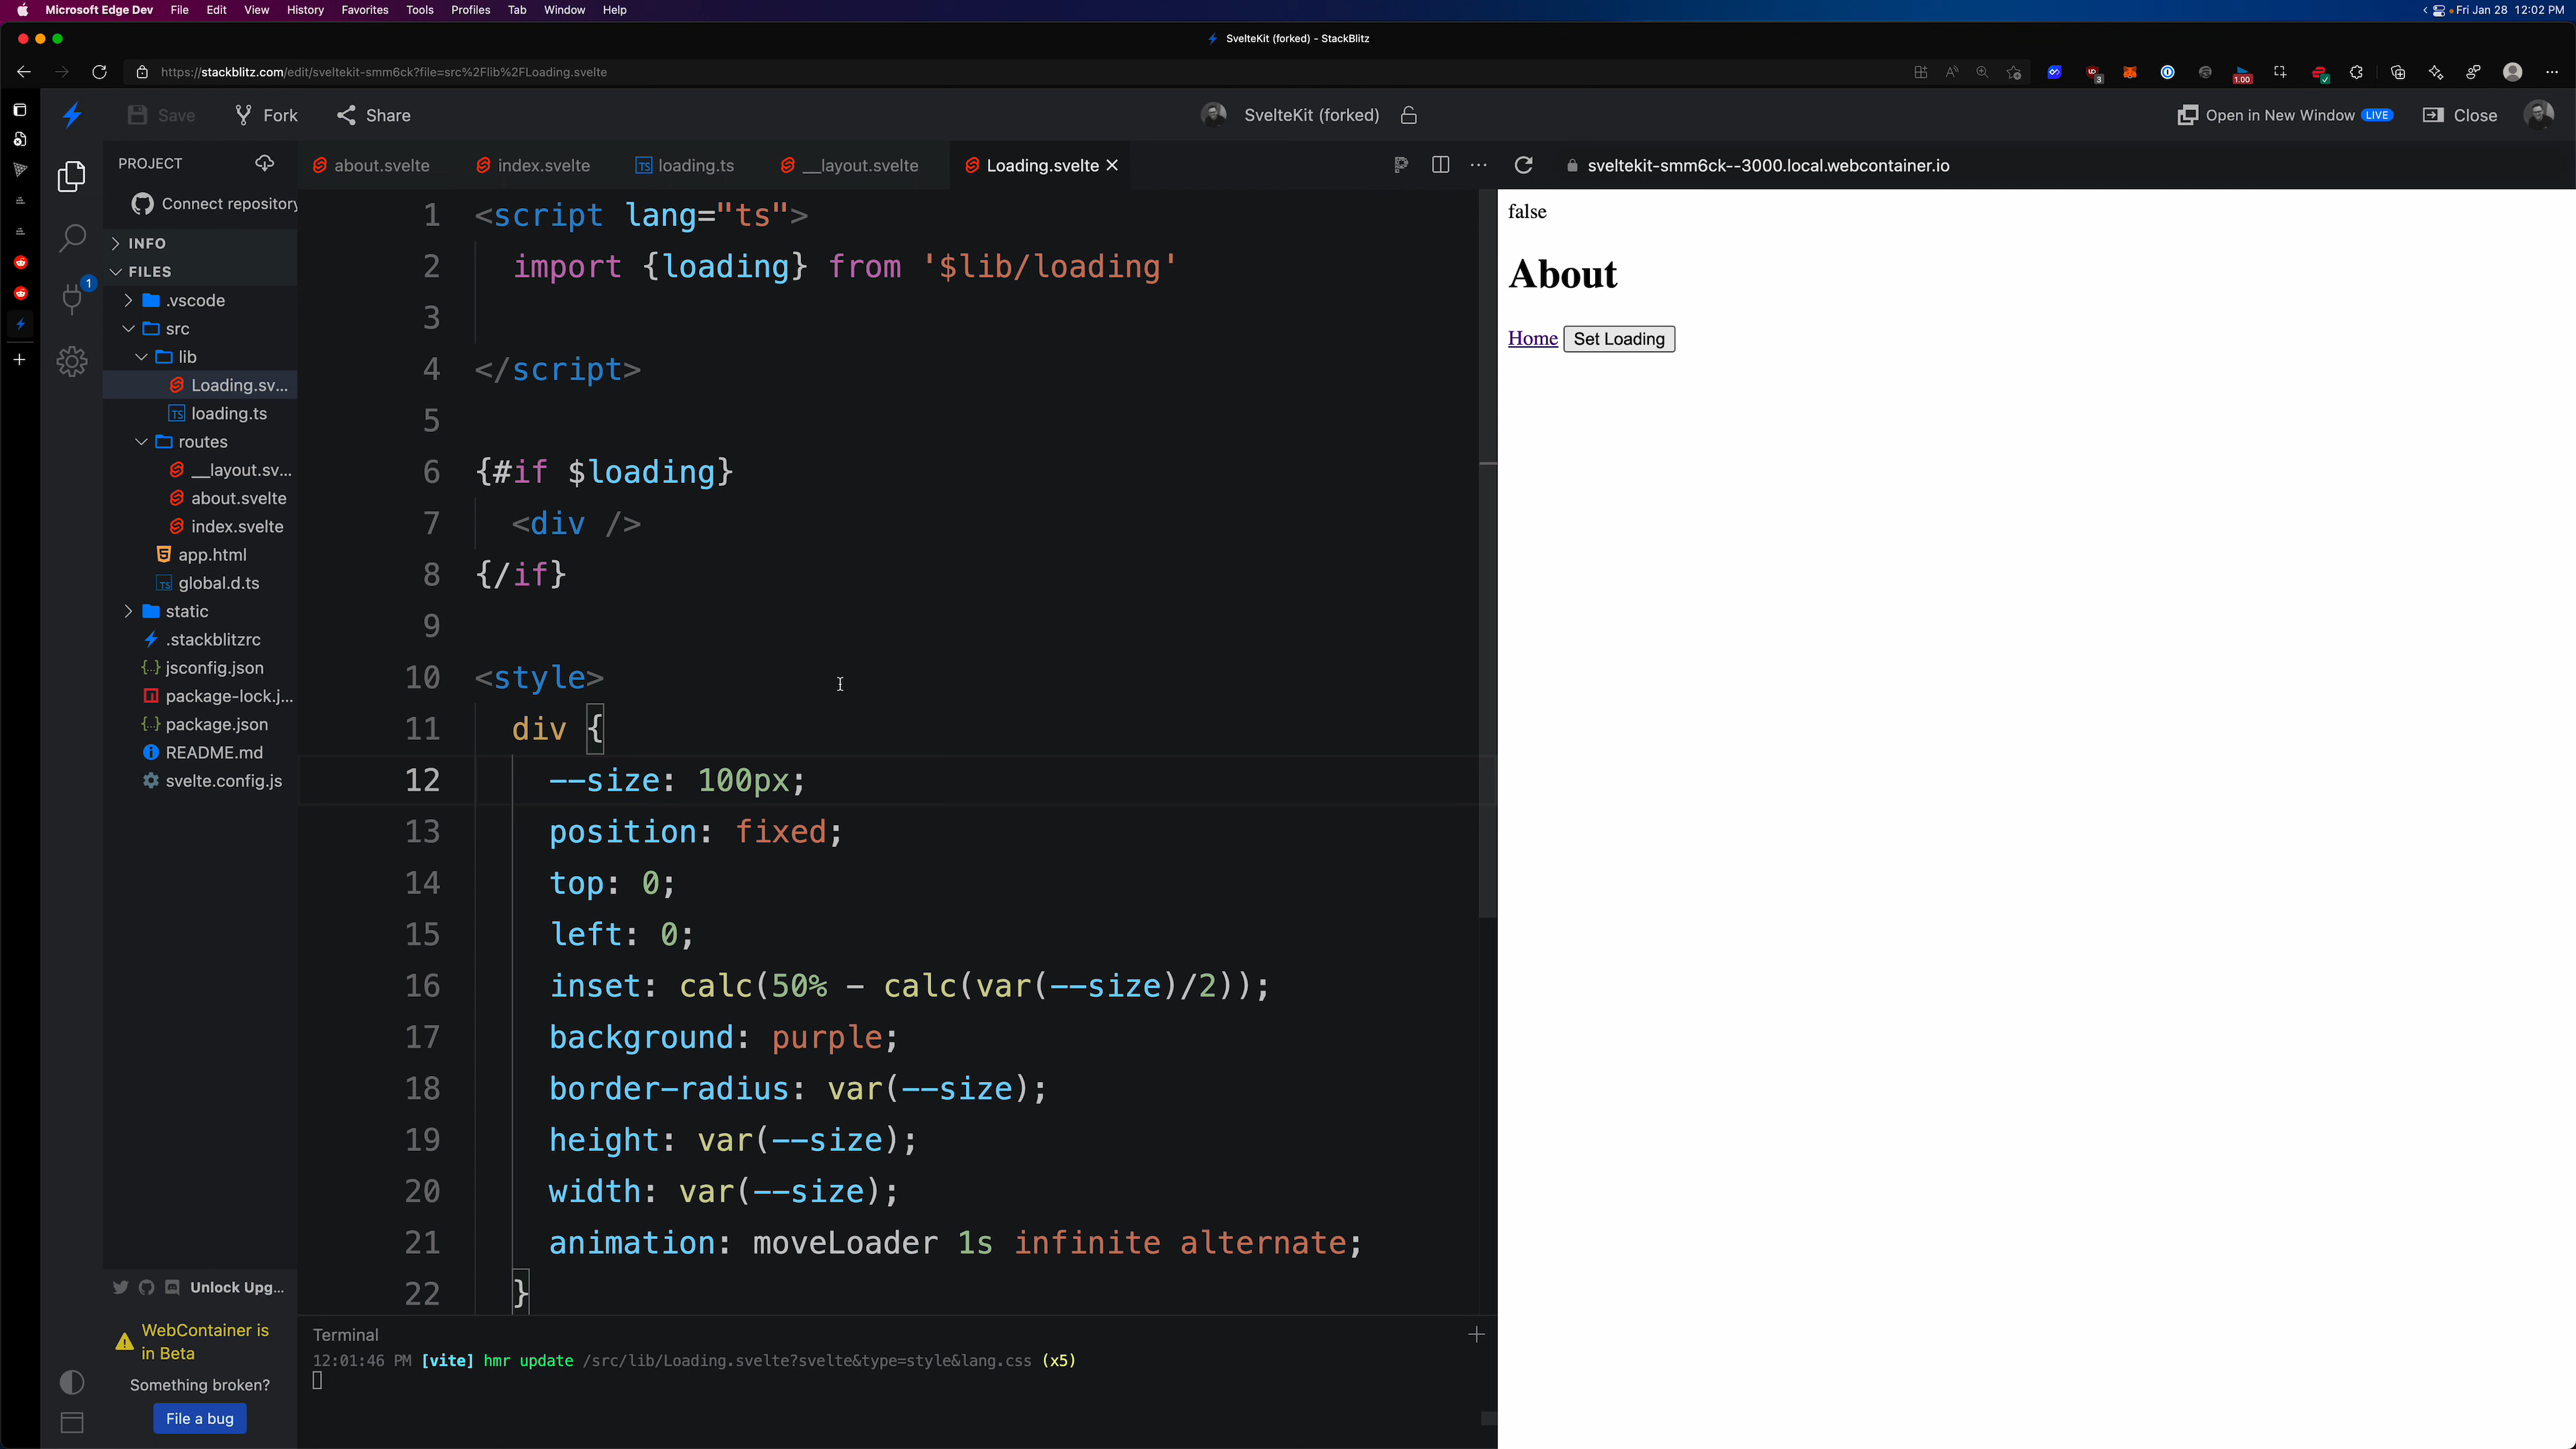 Microsoft Edge Dev File Edit View History Favorites Tools Profiles Tab Window Help
Fri Jan 28 12:02 PM
SvelteKit (forked) - StackBlitz
https://stackblitz.com/edit/sveltekit-smm6ck?file=src%2Flib%2FLoading.svelte
3
1.00
Save Fork Share
SvelteKit (forked)
Open in New Window LIVE Close
PROJECT
Connect repository
1
INFO
FILES
.vscode
src
lib
Loading.sv...
loading.ts
routes
__layout.sv...
about.svelte
index.svelte
app.html
global.d.ts
static
.stackblitzrc
jsconfig.json
package-lock.j...
package.json
README.md
svelte.config.js
Unlock Upg...
WebContainer is
in Beta
Something broken?
File a bug
about.svelte index.svelte loading.ts __layout.svelte Loading.svelte
1 <script lang="ts">
2 import {loading} from '$lib/loading'
3
4 </script>
5
6 {#if $loading}
7 <div />
8 {/if}
9
10 <style>
11 div {
12 --size: 100px;
13 position: fixed;
14 top: 0;
15 left: 0;
16 inset: calc(50% - calc(var(--size)/2));
17 background: purple;
18 border-radius: var(--size);
19 height: var(--size);
20 width: var(--size);
21 animation: moveLoader 1s infinite alternate;
22 }
Terminal
12:01:46 PM [vite] hmr update /src/lib/Loading.svelte?svelte&type=style&lang.css (x5)
sveltekit-smm6ck--3000.local.webcontainer.io
false
About
Home Set Loading